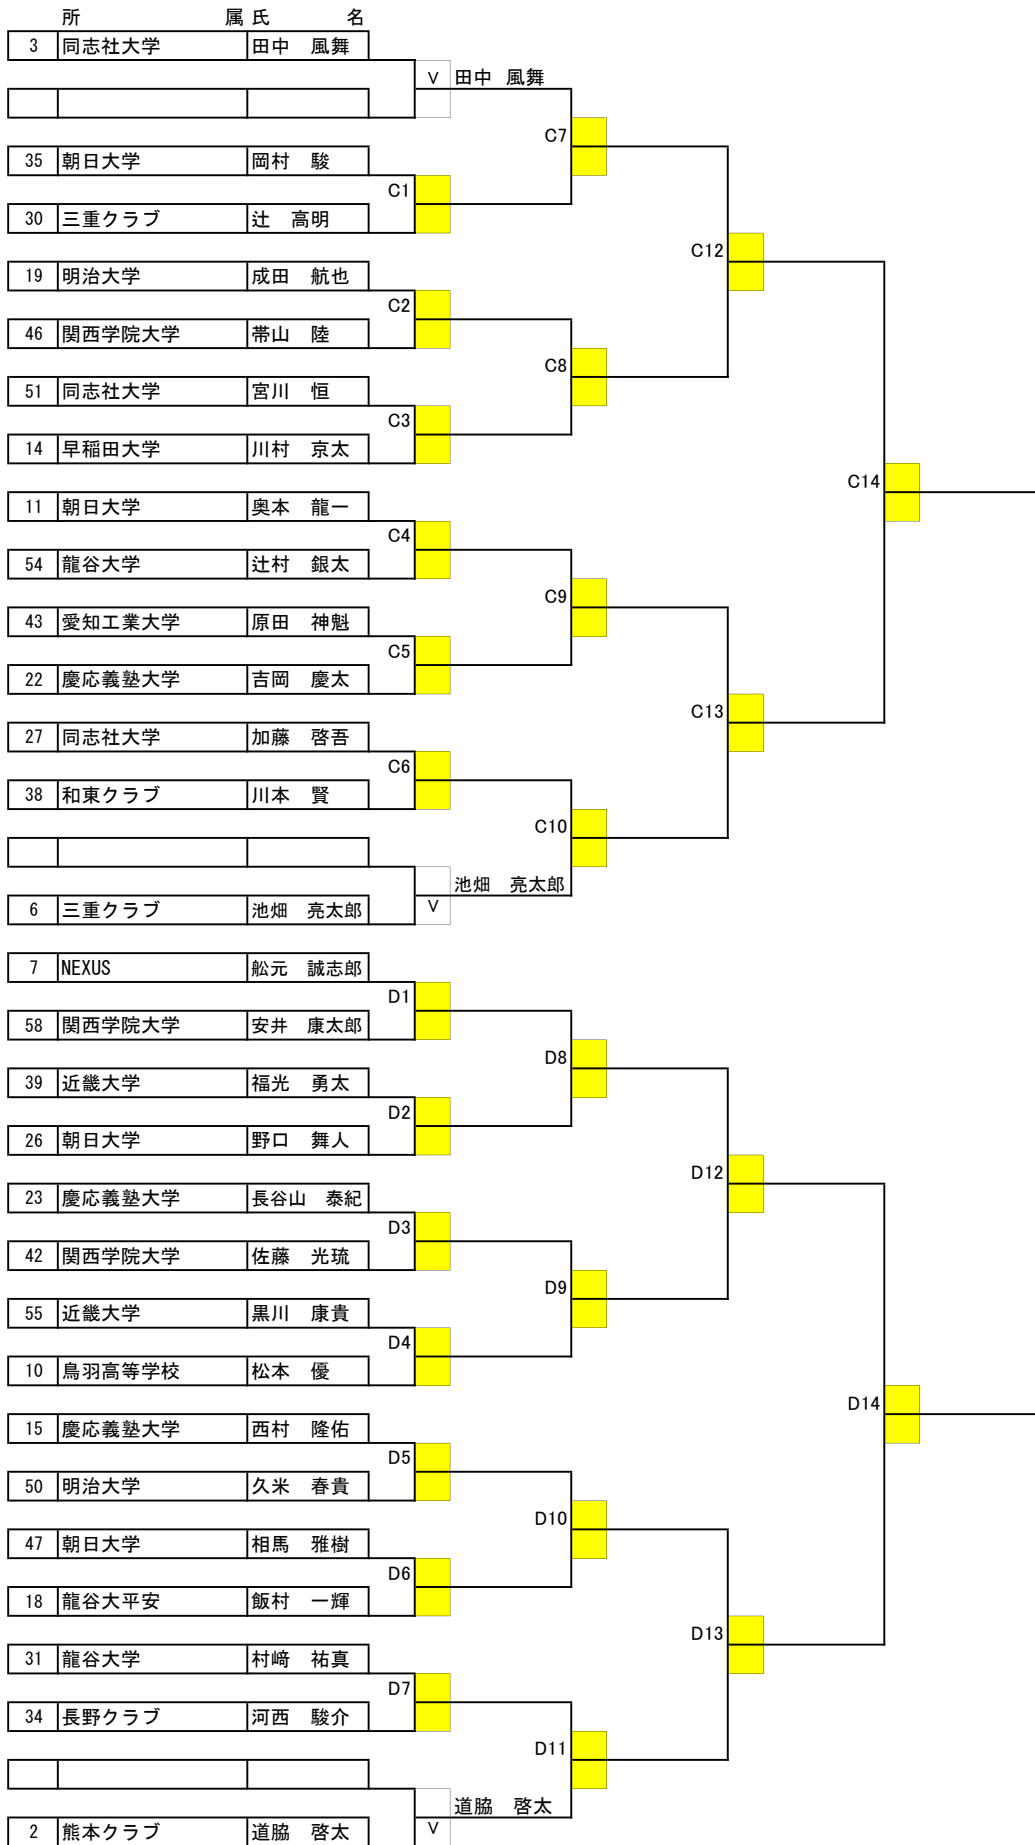 所　属 氏　名
3 同志社大学 田中　風舞
V 田中　風舞
C7
35 朝日大学 岡村　駿
C1
30 三重クラブ 辻　高明
C12
19 明治大学 成田　航也
C2
46 関西学院大学 帯山　陸
C8
51 同志社大学 宮川　恒
C3
14 早稲田大学 川村　京太
C14
11 朝日大学 奥本　龍一
C4
54 龍谷大学 辻村　銀太
C9
43 愛知工業大学 原田　神魁
C5
22 慶応義塾大学 吉岡　慶太
C13
27 同志社大学 加藤　啓吾
C6
38 和東クラブ 川本　賢
C10
池畑　亮太郎
6 三重クラブ 池畑　亮太郎 V
7 NEXUS 舩元　誠志郎
D1
58 関西学院大学 安井　康太郎
D8
39 近畿大学 福光　勇太
D2
26 朝日大学 野口　舞人
D12
23 慶応義塾大学 長谷山　泰紀
D3
42 関西学院大学 佐藤　光琉
D9
55 近畿大学 黒川　康貴
D4
10 鳥羽高等学校 松本　優
D14
15 慶応義塾大学 西村　隆佑
D5
50 明治大学 久米　春貴
D10
47 朝日大学 相馬　雅樹
D6
18 龍谷大平安 飯村　一輝
D13
31 龍谷大学 村﨑　祐真
D7
34 長野クラブ 河西　駿介
D11
道脇　啓太
2 熊本クラブ 道脇　啓太 V